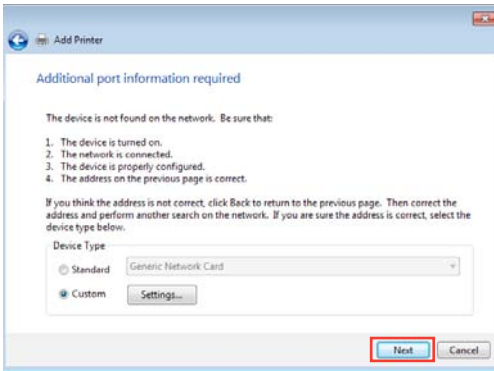 Add Printer
Additional port information required
The device is not found on the network. Be sure that:
1. The device is turned on.
2. The network is connected.
3. The device is properly configured.
4. The address on the previous page is correct.
If you think the address is not correct, click Back to return to the previous page. Then correct the
address and perform another search on the network. If you are sure the address is correct, select the
device type below.
Device Type
Standard
Generic Network Card
Custom
Settings...
Next
Cancel